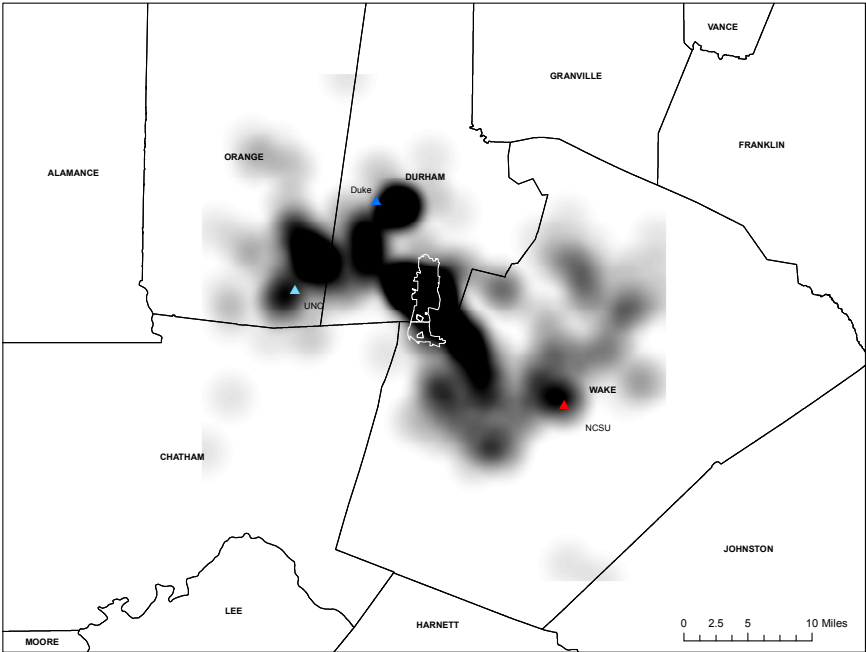 VANCE
GRANVILLE
FRANKLIN
ALAMANCE
ORANGE
DURHAM
Duke
UNC
WAKE
NCSU
CHATHAM
JOHNSTON
LEE
HARNETT
MOORE
0 2.5 5 10 Miles